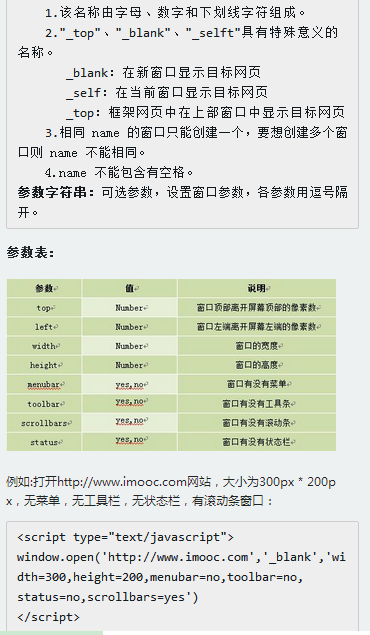 1.该名称由字母、数字和下划线字符组成。
2."_top"、"_blank"、"_selft"具有特殊意义的
名称。
_blank：在新窗口显示目标网页
_self：在当前窗口显示目标网页
_top：框架网页中在上部窗口中显示目标网页
3.相同 name 的窗口只能创建一个，要想创建多个窗
口则 name 不能相同。
4.name 不能包含有空格。
参数字符串：可选参数，设置窗口参数，各参数用逗号隔
开。
参数表：
参数 值 说明
top Number 窗口顶部离开屏幕顶部的像素数
left Number 窗口左端离开屏幕左端的像素数
width Number 窗口的宽度
height Number 窗口的高度
menubar yes,no 窗口有没有菜单
toolbar yes,no 窗口有没有工具条
scrollbars yes,no 窗口有没有滚动条
status yes,no 窗口有没有状态栏
例如:打开http://www.imooc.com网站，大小为300px * 200p
x，无菜单，无工具栏，无状态栏，有滚动条窗口：
<script type="text/javascript">
window.open('http://www.imooc.com','_blank','wi
dth=300,height=200,menubar=no,toolbar=no,
status=no,scrollbars=yes')
</script>